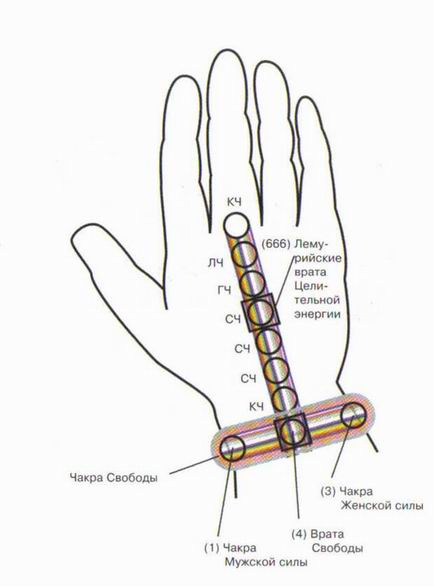 КЧ
(666) Лему-
рийские
врата
Цели-
тельной
энергии
ЛЧ
ГЧ
СЧ
СЧ
СЧ
КЧ
Чакра Свободы
(3) Чакра
Женской силы
(4) Врата
Свободы
(1) Чакра
Мужской силы